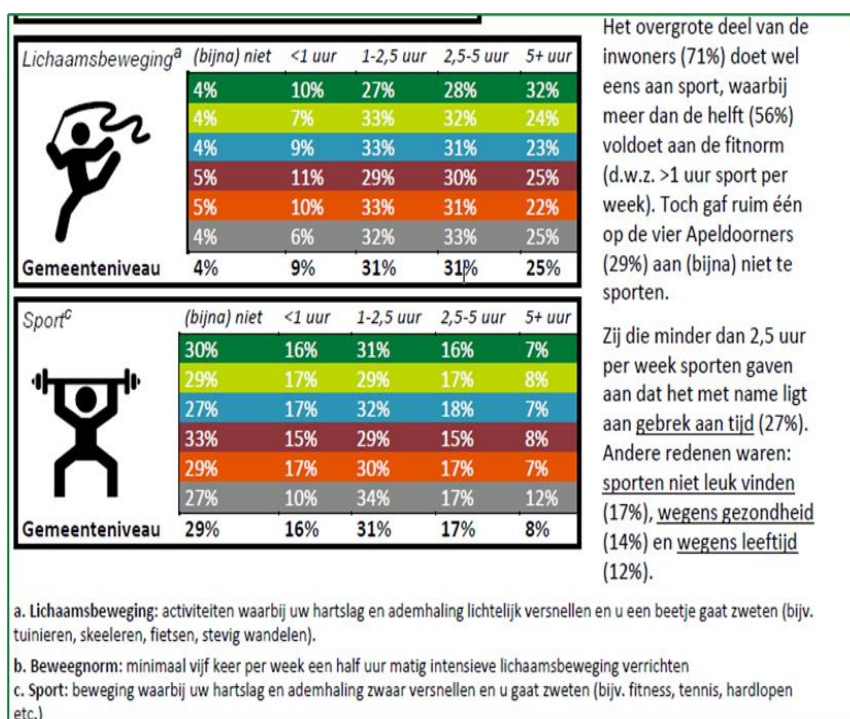 Lichaamsbewegingᵃ (bijna) niet <1 uur 1-2,5 uur 2,5-5 uur 5+ uur
4% 10% 27% 28% 32%
4% 7% 33% 32% 24%
4% 9% 33% 31% 23%
5% 11% 29% 30% 25%
5% 10% 33% 31% 22%
4% 6% 32% 33% 25%
Gemeenteniveau 4% 9% 31% 31% 25%
Sportᶜ (bijna) niet <1 uur 1-2,5 uur 2,5-5 uur 5+ uur
30% 16% 31% 16% 7%
29% 17% 29% 17% 8%
27% 17% 32% 18% 7%
33% 15% 29% 15% 8%
29% 17% 30% 17% 7%
27% 10% 34% 17% 12%
Gemeenteniveau 29% 16% 31% 17% 8%
Het overgrote deel van de
inwoners (71%) doet wel
eens aan sport, waarbij
meer dan de helft (56%)
voldoet aan de fitnorm
(d.w.z. >1 uur sport per
week). Toch gaf ruim één
op de vier Apeldoorners
(29%) aan (bijna) niet te
sporten.
Zij die minder dan 2,5 uur
per week sporten gaven
aan dat het met name ligt
aan gebrek aan tijd (27%).
Andere redenen waren:
sporten niet leuk vinden
(17%), wegens gezondheid
(14%) en wegens leeftijd
(12%).
a. Lichaamsbeweging: activiteiten waarbij uw hartslag en ademhaling lichtelijk versnellen en u een beetje gaat zweten (bijv.
tuinieren, skeeleren, fietsen, stevig wandelen).
b. Beweegnorm: minimaal vijf keer per week een half uur matig intensieve lichaamsbeweging verrichten
c. Sport: beweging waarbij uw hartslag en ademhaling zwaar versnellen en u gaat zweten (bijv. fitness, tennis, hardlopen
etc.)